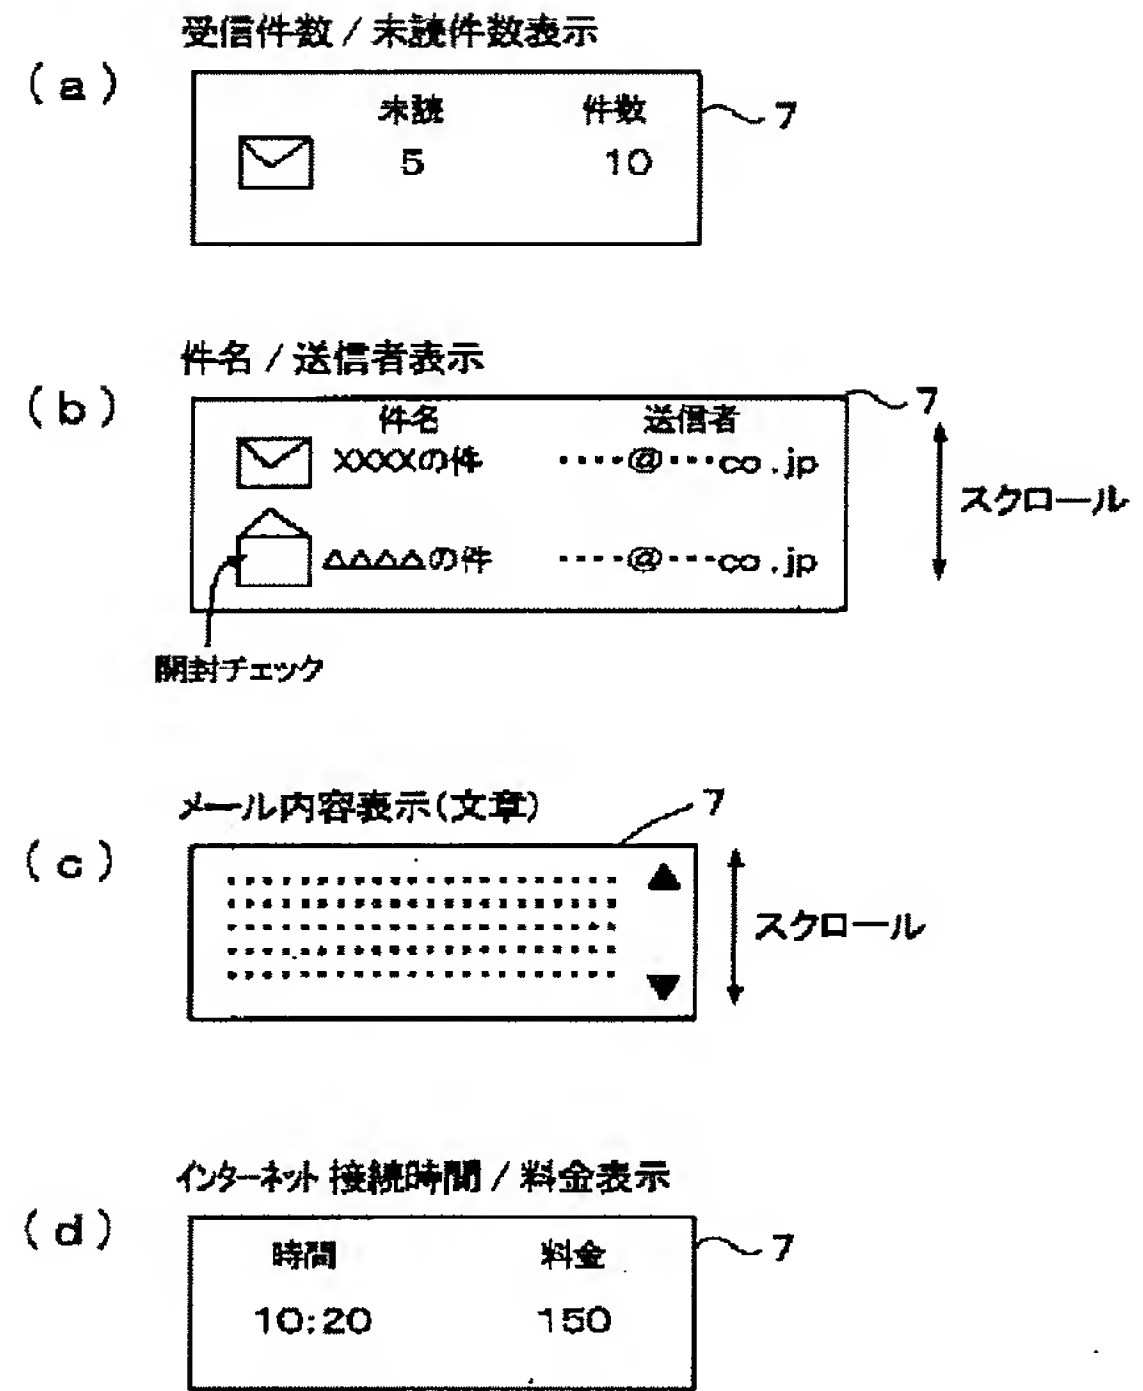 受信件数 / 未読件数表示
(a)
未読 件数
5 10
7
件名 / 送信者表示
(b)
7
件名 送信者
XXXXの件 ····@···co.jp
スクロール
△△△△の件 ····@···co.jp
開封チェック
メール内容表示(文章)
7
(c)
スクロール
インターネット 接続時間 / 料金表示
(d)
時間 料金
7
10:20 150